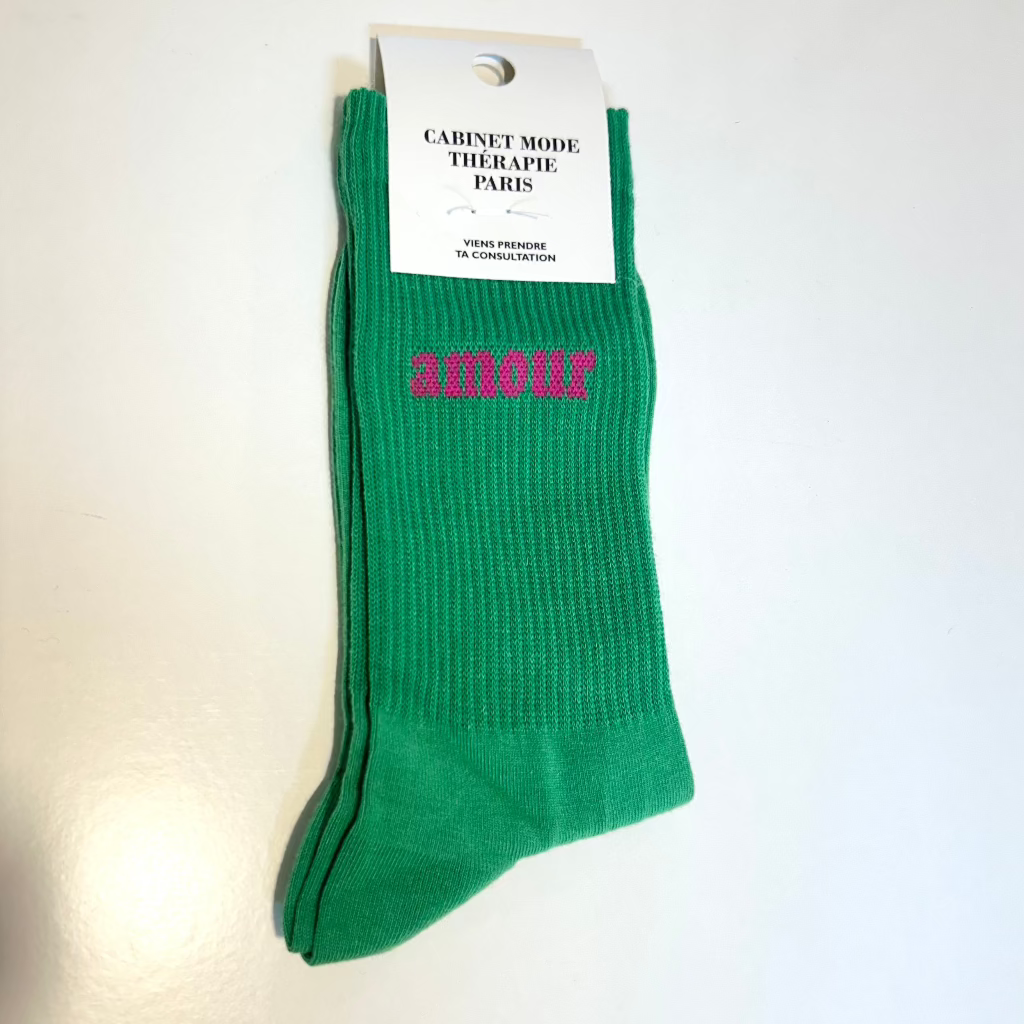 CABINET MODE
THÉRAPIE
PARIS
VIENS PRENDRE
TA CONSULTATION
amour